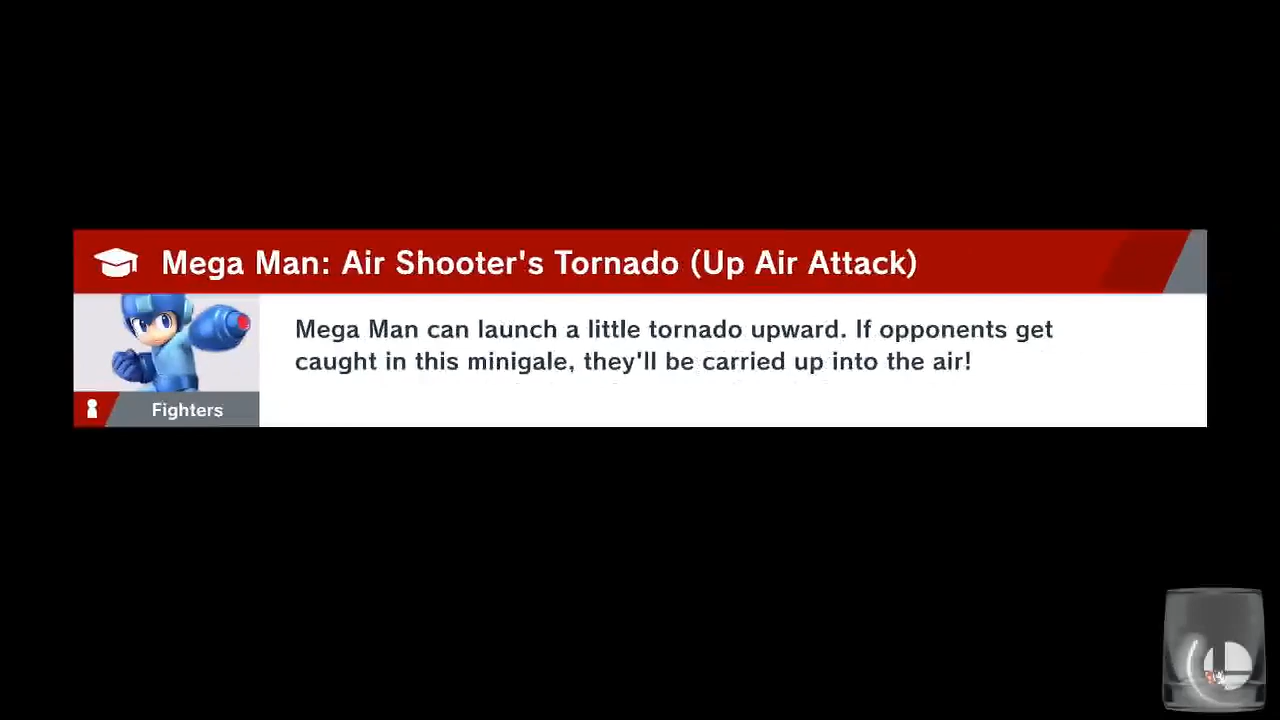 Mega Man: Air Shooter's Tornado (Up Air Attack)
Mega Man can launch a little tornado upward. If opponents get
caught in this minigale, they'll be carried up into the air!
Fighters